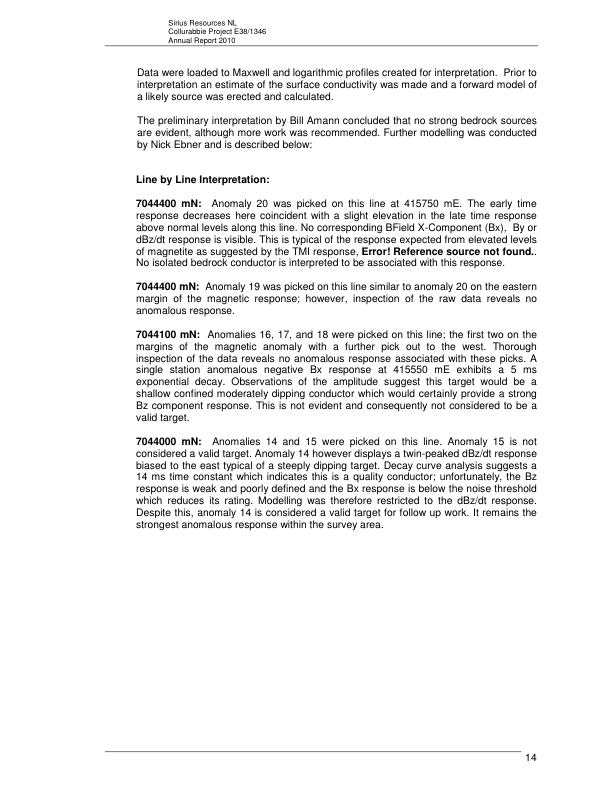 Sirius Resources NL
Collurabbie Project E38/1346
Annual Report 2010
Data were loaded to Maxwell and logarithmic profiles created for interpretation. Prior to
interpretation an estimate of the surface conductivity was made and a forward model of
a likely source was erected and calculated.
The preliminary interpretation by Bill Amann concluded that no strong bedrock sources
are evident, although more work was recommended. Further modelling was conducted
by Nick Ebner and is described below:
Line by Line Interpretation:
7044400 mN: Anomaly 20 was picked on this line at 415750 mE. The early time
response decreases here coincident with a slight elevation in the late time response
above normal levels along this line. No corresponding BField X-Component (Bx), By or
dBz/dt response is visible. This is typical of the response expected from elevated levels
of magnetite as suggested by the TMI response, Error! Reference source not found..
No isolated bedrock conductor is interpreted to be associated with this response.
7044400 mN: Anomaly 19 was picked on this line similar to anomaly 20 on the eastern
margin of the magnetic response; however, inspection of the raw data reveals no
anomalous response.
7044100 mN: Anomalies 16, 17, and 18 were picked on this line; the first two on the
margins of the magnetic anomaly with a further pick out to the west. Thorough
inspection of the data reveals no anomalous response associated with these picks. A
single station anomalous negative Bx response at 415550 mE exhibits a 5 ms
exponential decay. Observations of the amplitude suggest this target would be a
shallow confined moderately dipping conductor which would certainly provide a strong
Bz component response. This is not evident and consequently not considered to be a
valid target.
7044000 mN: Anomalies 14 and 15 were picked on this line. Anomaly 15 is not
considered a valid target. Anomaly 14 however displays a twin-peaked dBz/dt response
biased to the east typical of a steeply dipping target. Decay curve analysis suggests a
14 ms time constant which indicates this is a quality conductor; unfortunately, the Bz
response is weak and poorly defined and the Bx response is below the noise threshold
which reduces its rating. Modelling was therefore restricted to the dBz/dt response.
Despite this, anomaly 14 is considered a valid target for follow up work. It remains the
strongest anomalous response within the survey area.
14